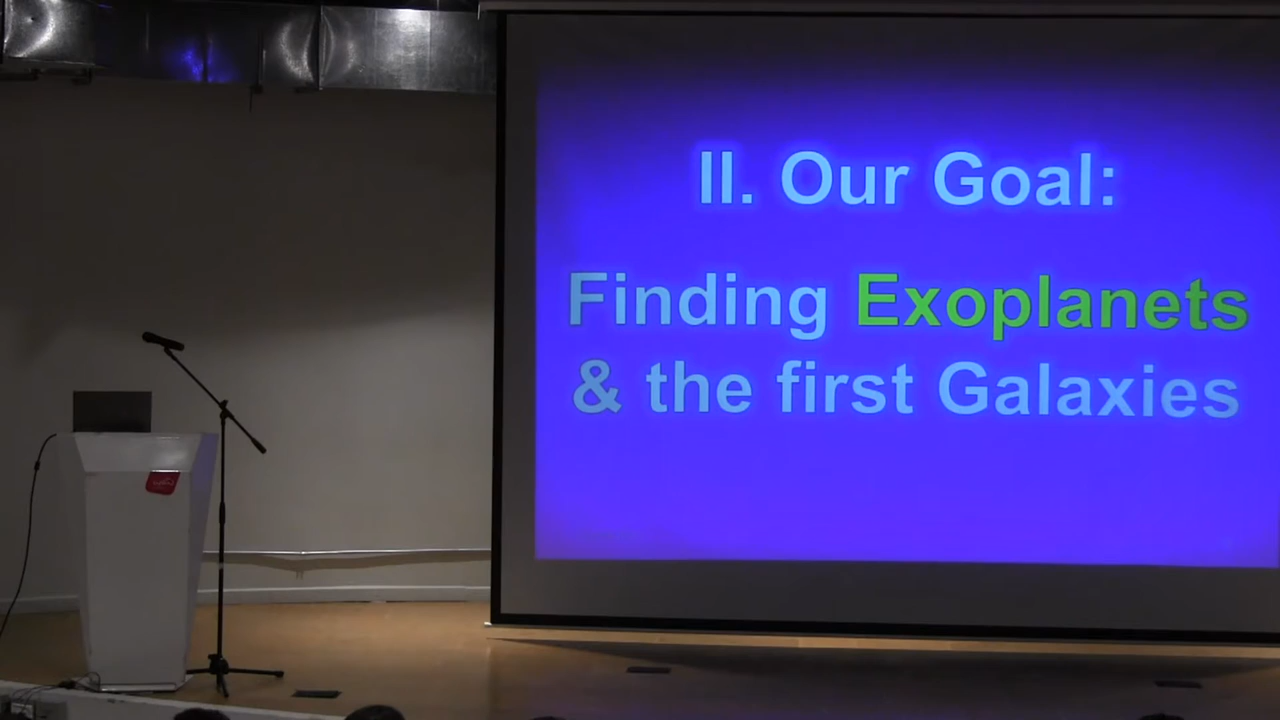 II. Our Goal:
Finding Exoplanets
& the first Galaxies